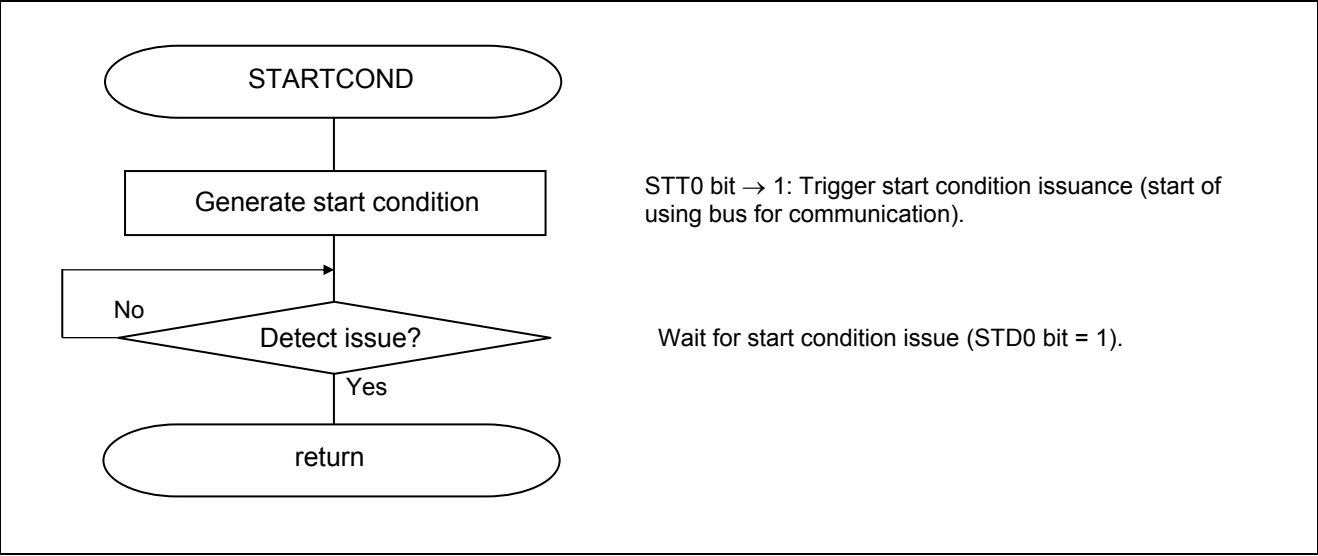 STARTCOND
Generate start condition
STT0 bit → 1: Trigger start condition issuance (start of
using bus for communication).
No
Detect issue?
Wait for start condition issue (STD0 bit = 1).
Yes
return